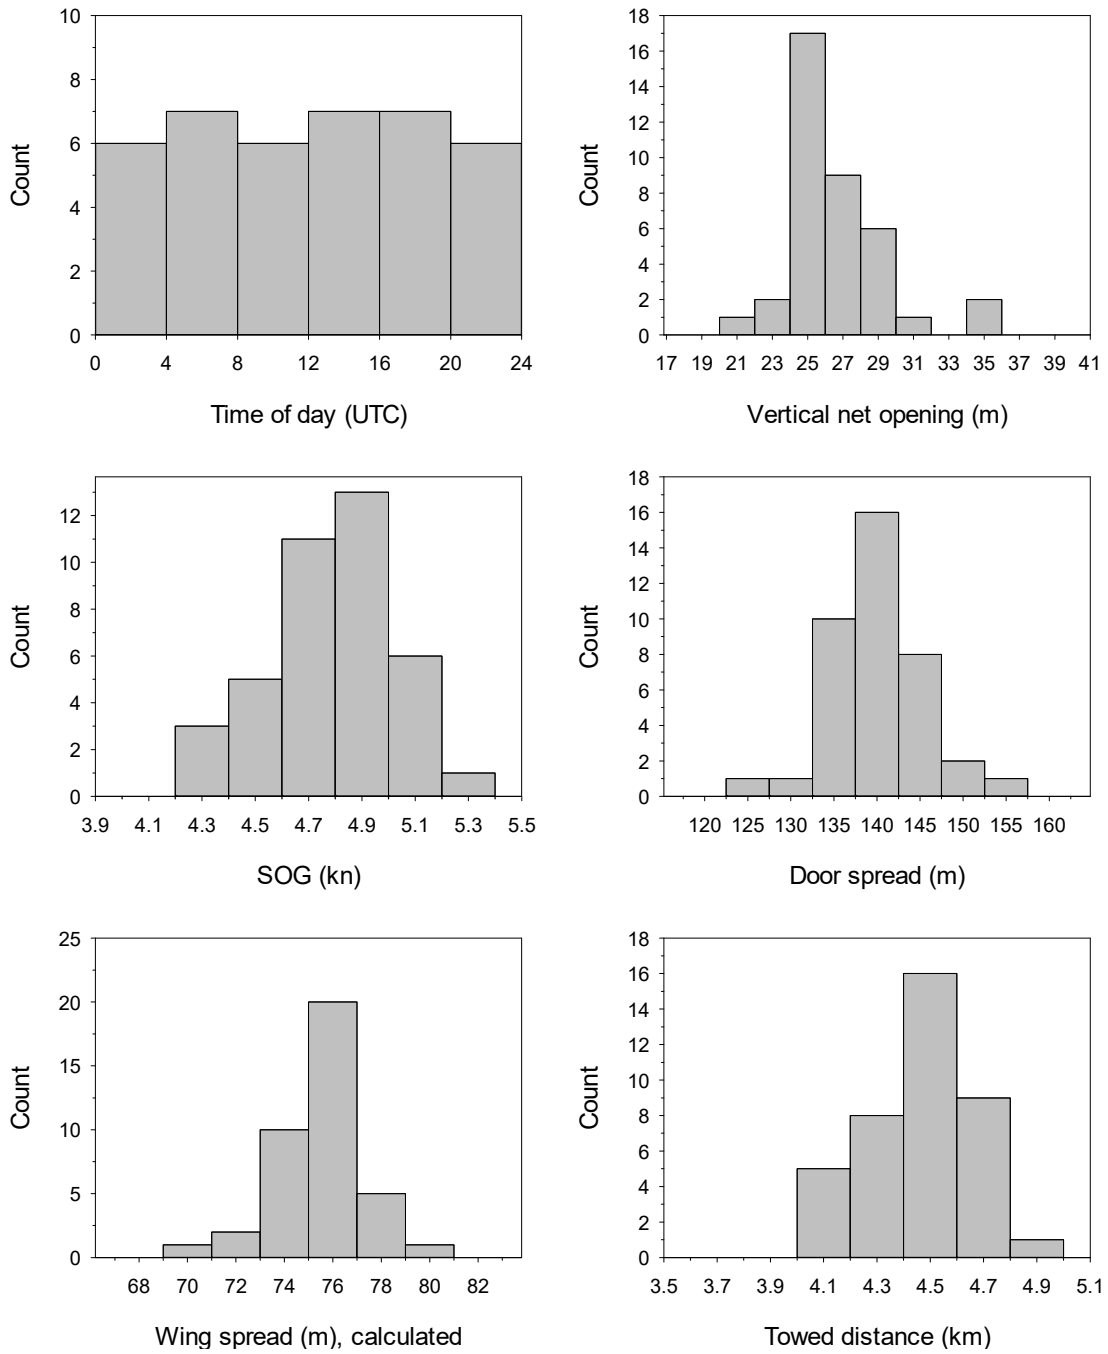 10
8
6
4
2
0
Count
0 4 8 12 16 20 24
Time of day (UTC)
18
16
14
12
10
8
6
4
2
0
Count
17 19 21 23 25 27 29 31 33 35 37 39 41
Vertical net opening (m)
12
10
8
6
4
2
0
Count
3.9 4.1 4.3 4.5 4.7 4.9 5.1 5.3 5.5
SOG (kn)
18
16
14
12
10
8
6
4
2
0
Count
120 125 130 135 140 145 150 155 160
Door spread (m)
25
20
15
10
5
0
Count
68 70 72 74 76 78 80 82
Wing spread (m), calculated
18
16
14
12
10
8
6
4
2
0
Count
3.5 3.7 3.9 4.1 4.3 4.5 4.7 4.9 5.1
Towed distance (km)